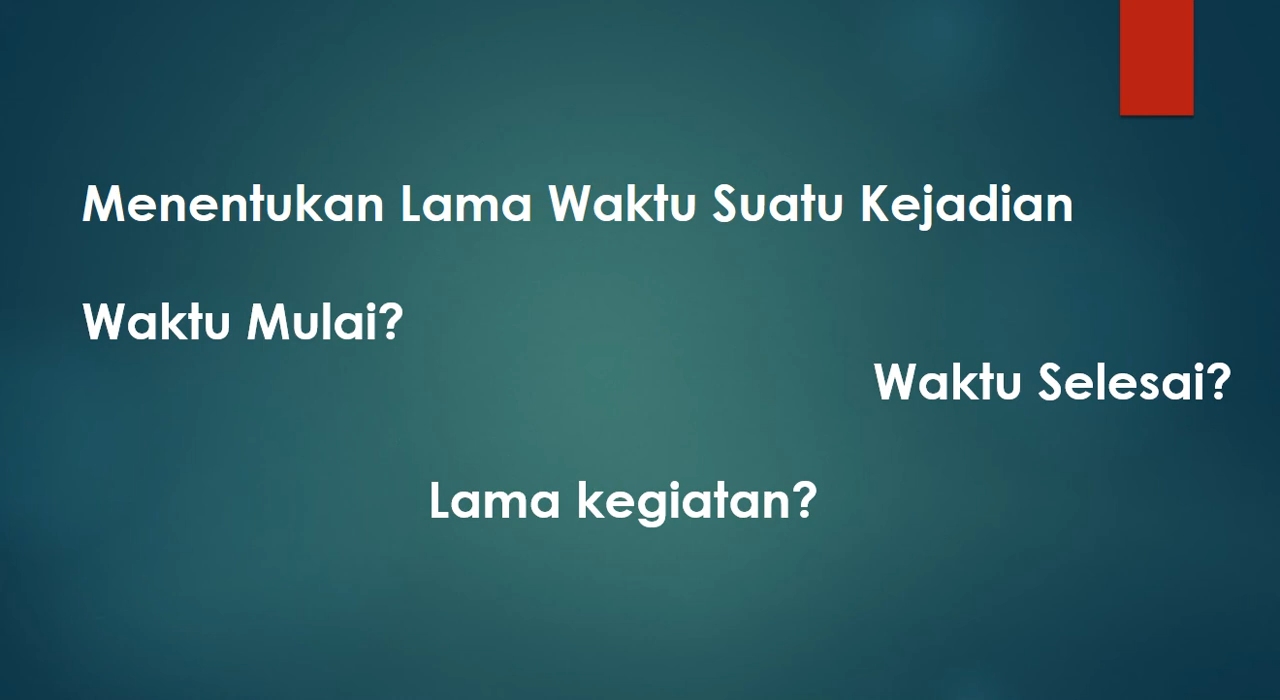 Menentukan Lama Waktu Suatu Kejadian
Waktu Mulai?
Waktu Selesai?
Lama kegiatan?